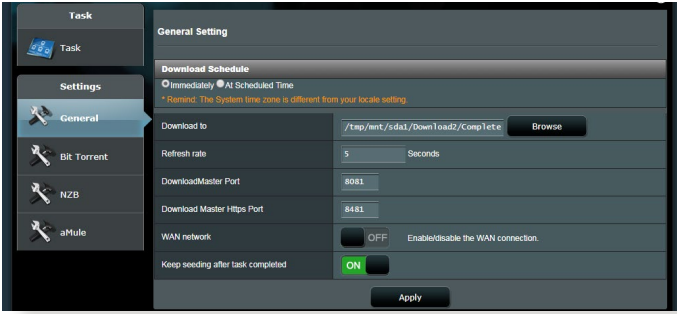 Task
Task
Settings
General
Bit Torrent
NZB
aMule
General Setting
Download Schedule
Immediately At Scheduled Time
* Remind: The System time zone is different from your locale setting.
Download to /tmp/mnt/sda1/Download2/Complete Browse
Refresh rate 5 Seconds
DownloadMaster Port 8081
Download Master Https Port 8481
WAN network OFF Enable/disable the WAN connection.
Keep seeding after task completed ON
Apply